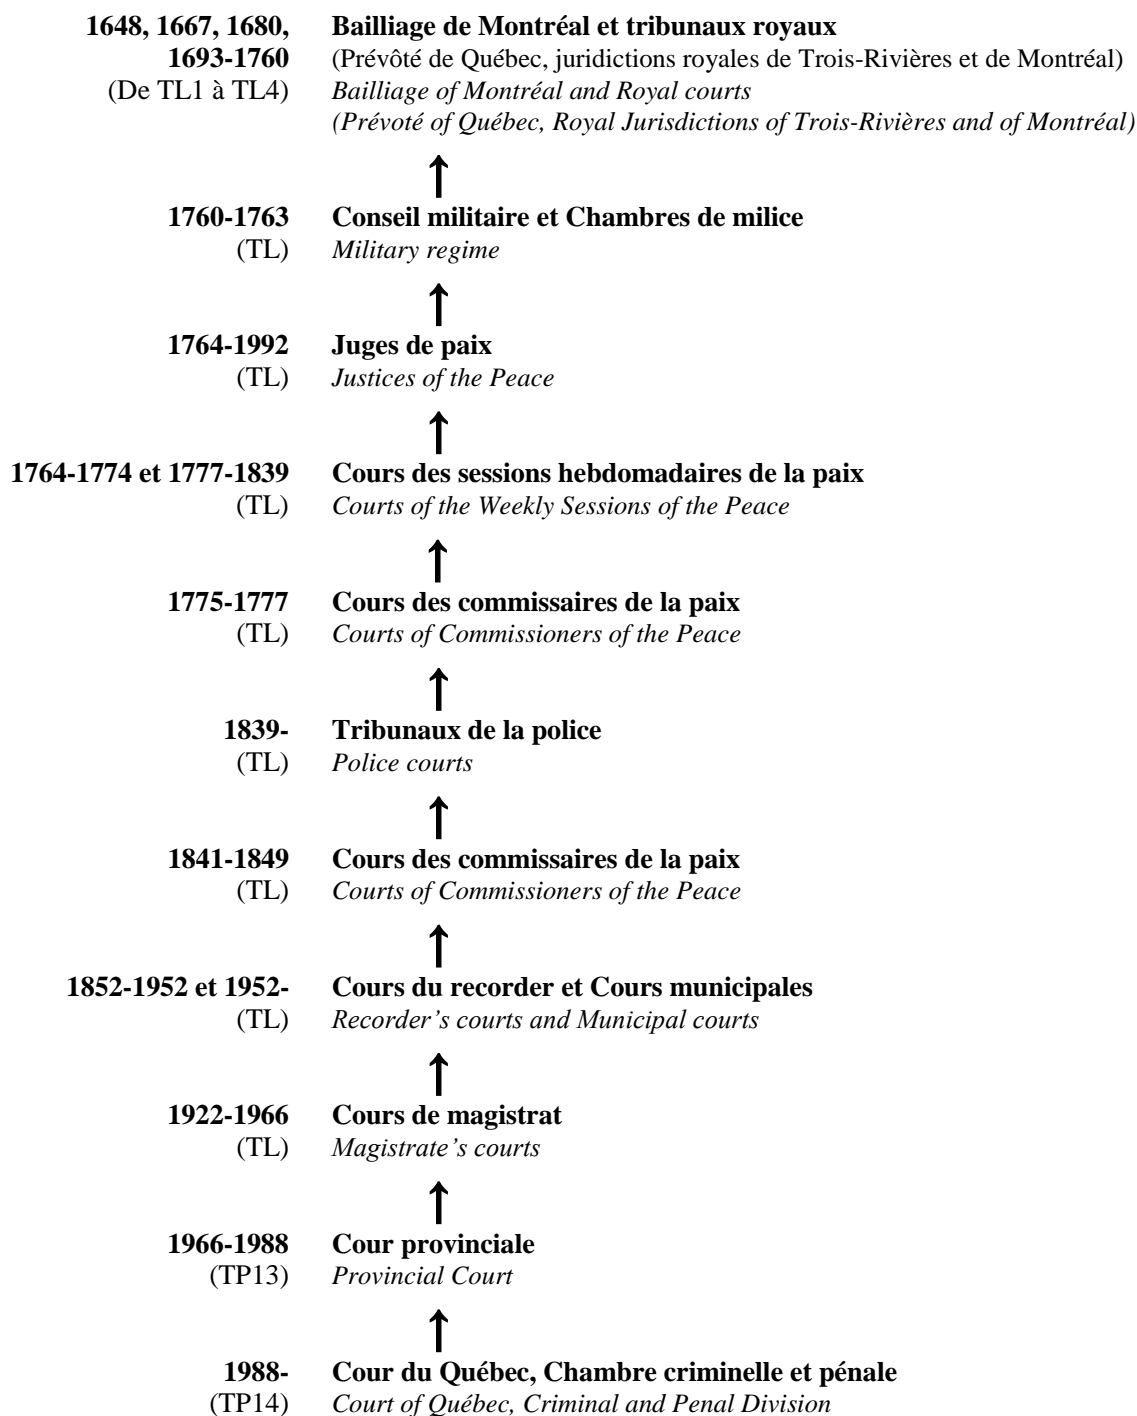 1648, 1667, 1680, Bailliage de Montréal et tribunaux royaux
1693-1760 (Prévôté de Québec, juridictions royales de Trois-Rivières et de Montréal)
(De TL1 à TL4) Bailliage of Montréal and Royal courts
(Prévoté of Québec, Royal Jurisdictions of Trois-Rivières and of Montréal)
1760-1763 Conseil militaire et Chambres de milice
(TL) Military regime
1764-1992 Juges de paix
(TL) Justices of the Peace
1764-1774 et 1777-1839 Cours des sessions hebdomadaires de la paix
(TL) Courts of the Weekly Sessions of the Peace
1775-1777 Cours des commissaires de la paix
(TL) Courts of Commissioners of the Peace
1839- Tribunaux de la police
(TL) Police courts
1841-1849 Cours des commissaires de la paix
(TL) Courts of Commissioners of the Peace
1852-1952 et 1952- Cours du recorder et Cours municipales
(TL) Recorder’s courts and Municipal courts
1922-1966 Cours de magistrat
(TL) Magistrate’s courts
1966-1988 Cour provinciale
(TP13) Provincial Court
1988- Cour du Québec, Chambre criminelle et pénale
(TP14) Court of Québec, Criminal and Penal Division